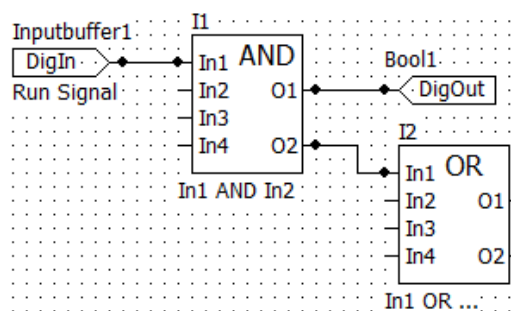 I1
Inputbuffer1
DigIn
Run Signal
AND
In1
In2
In3
In4
O1
O2
In1 AND In2
Bool1
DigOut
I2
OR
In1
In2
In3
In4
O1
O2
In1 OR ...